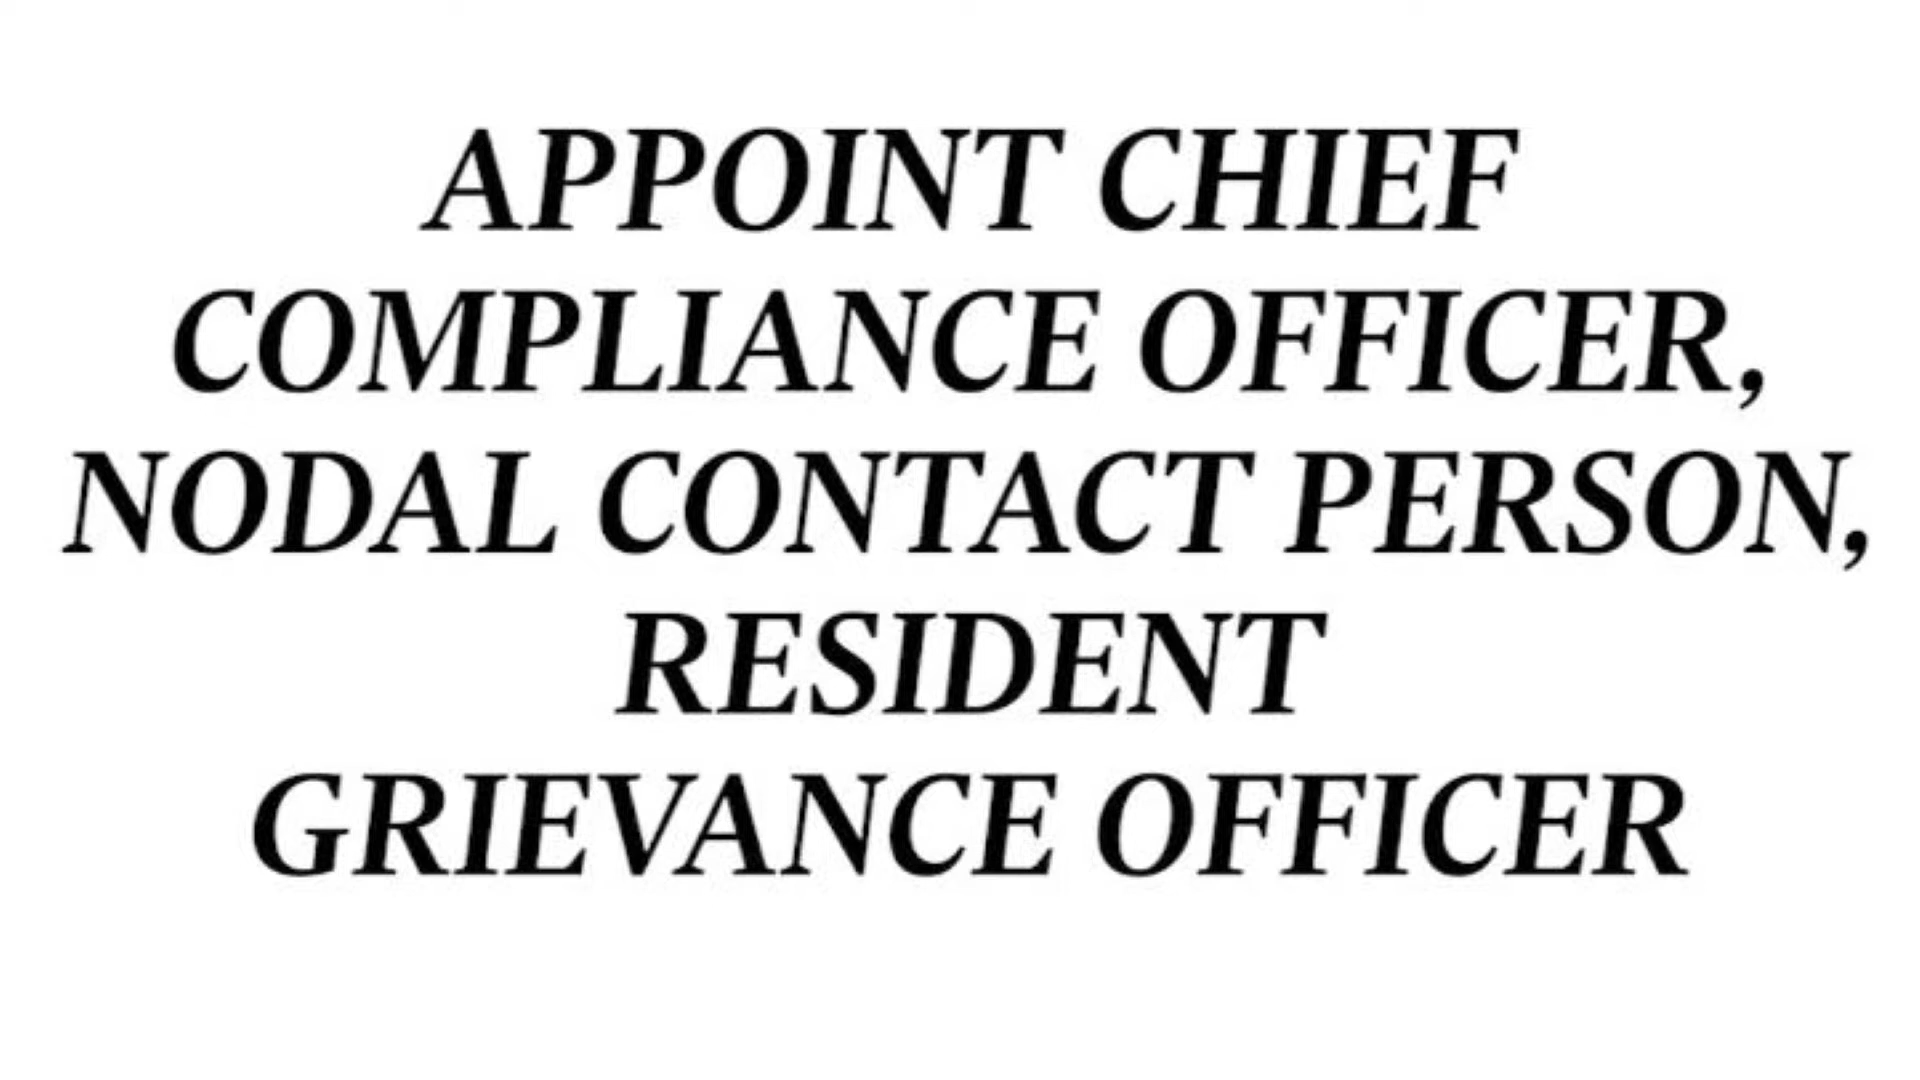 APPOINT CHIEF
COMPLIANCE OFFICER,
NODAL CONTACT PERSON,
RESIDENT
GRIEVANCE OFFICER